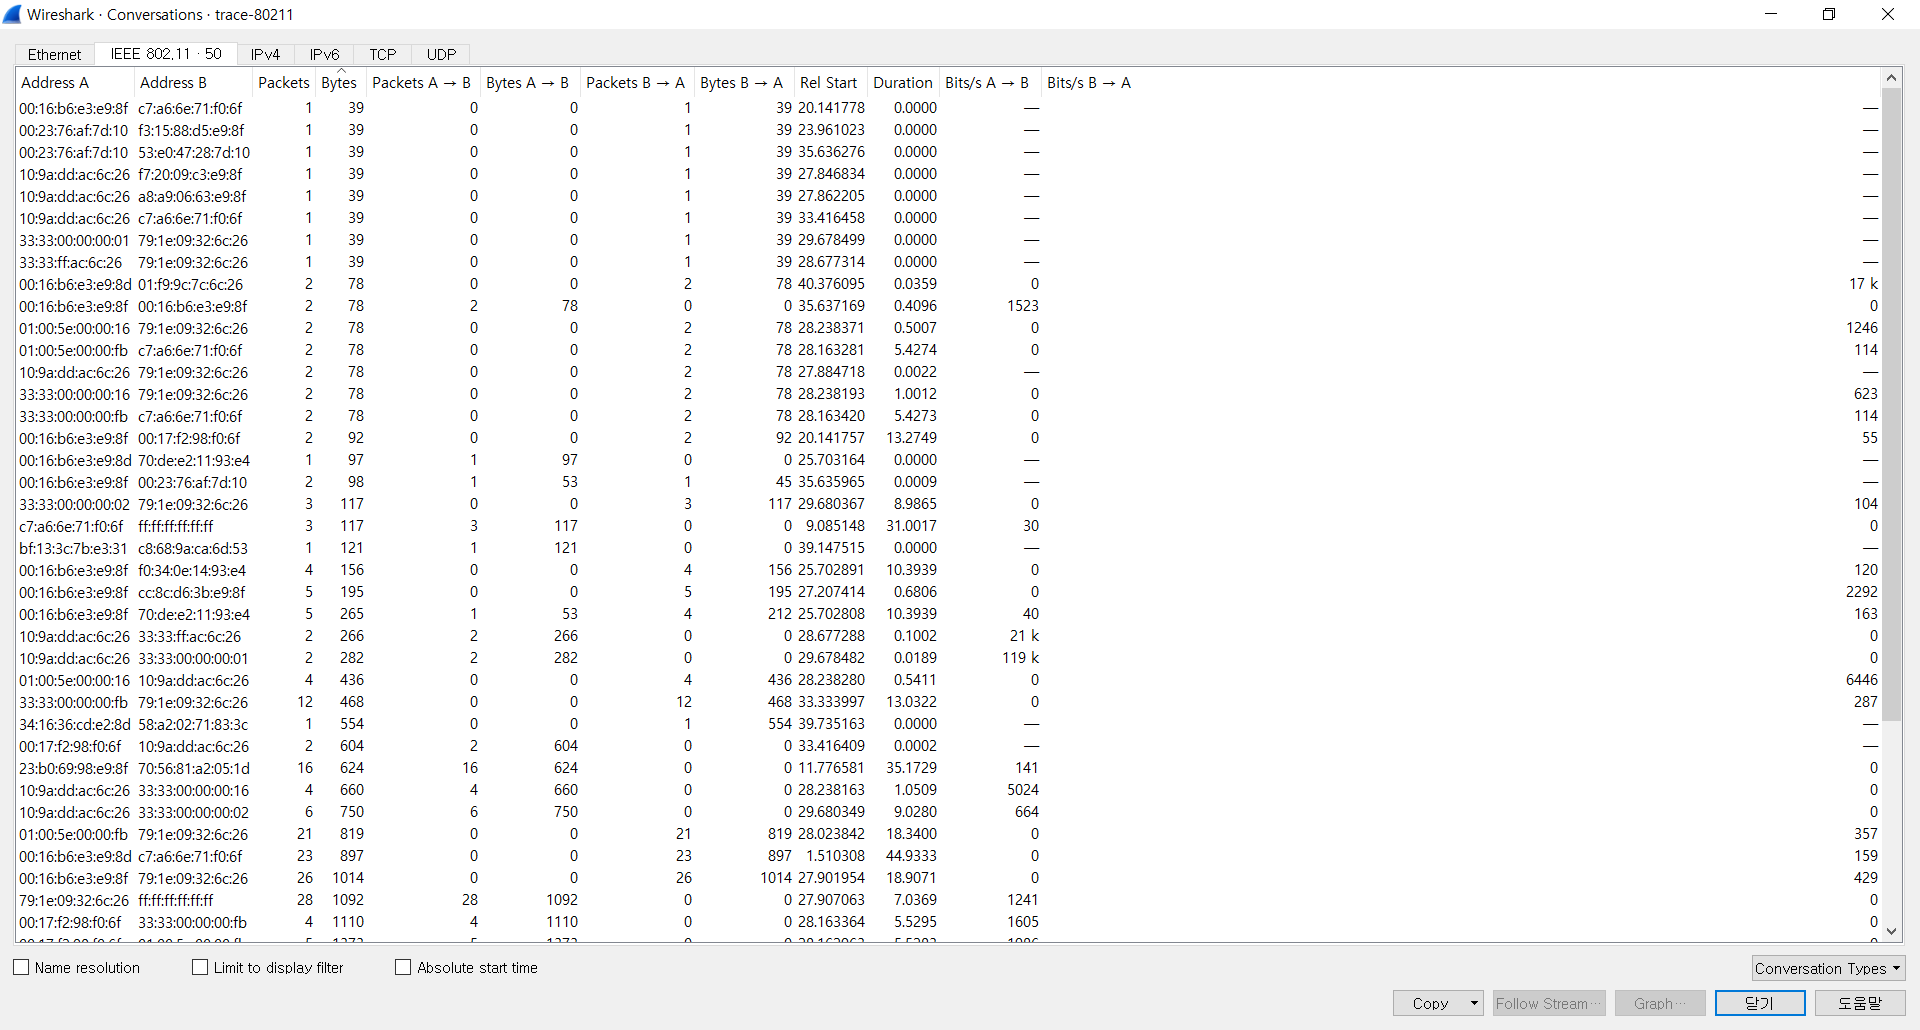 Wireshark · Conversations · trace-80211
Ethernet IEEE 802.11 · 50 IPv4 IPv6 TCP UDP
Address A Address B Packets Bytes Packets A → B Bytes A → B Packets B → A Bytes B → A Rel Start Duration Bits/s A → B Bits/s B → A
00:16:b6:e3:e9:8f c7:a6:6e:71:f0:6f 1 39 0 0 1 39 20.141778 0.0000 — —
00:23:76:af:7d:10 f3:15:88:d5:e9:8f 1 39 0 0 1 39 23.961023 0.0000 — —
00:23:76:af:7d:10 53:e0:47:28:7d:10 1 39 0 0 1 39 35.636276 0.0000 — —
10:9a:dd:ac:6c:26 f7:20:09:c3:e9:8f 1 39 0 0 1 39 27.846834 0.0000 — —
10:9a:dd:ac:6c:26 a8:a9:06:63:e9:8f 1 39 0 0 1 39 27.862205 0.0000 — —
10:9a:dd:ac:6c:26 c7:a6:6e:71:f0:6f 1 39 0 0 1 39 33.416458 0.0000 — —
33:33:00:00:00:01 79:1e:09:32:6c:26 1 39 0 0 1 39 29.678499 0.0000 — —
33:33:ff:ac:6c:26 79:1e:09:32:6c:26 1 39 0 0 1 39 28.677314 0.0000 — —
00:16:b6:e3:e9:8d 01:f9:9c:7c:6c:26 2 78 0 0 2 78 40.376095 0.0359 0 17 k
00:16:b6:e3:e9:8f 00:16:b6:e3:e9:8f 2 78 2 78 0 0 35.637169 0.4096 1523 0
01:00:5e:00:00:16 79:1e:09:32:6c:26 2 78 0 0 2 78 28.238371 0.5007 0 1246
01:00:5e:00:00:fb c7:a6:6e:71:f0:6f 2 78 0 0 2 78 28.163281 5.4274 0 114
10:9a:dd:ac:6c:26 79:1e:09:32:6c:26 2 78 0 0 2 78 27.884718 0.0022 — —
33:33:00:00:00:16 79:1e:09:32:6c:26 2 78 0 0 2 78 28.238193 1.0012 0 623
33:33:00:00:00:fb c7:a6:6e:71:f0:6f 2 78 0 0 2 78 28.163420 5.4273 0 114
00:16:b6:e3:e9:8f 00:17:f2:98:f0:6f 2 92 0 0 2 92 20.141757 13.2749 0 55
00:16:b6:e3:e9:8d 70:de:e2:11:93:e4 1 97 1 97 0 0 25.703164 0.0000 — —
00:16:b6:e3:e9:8f 00:23:76:af:7d:10 2 98 1 53 1 45 35.635965 0.0009 — —
33:33:00:00:00:02 79:1e:09:32:6c:26 3 117 0 0 3 117 29.680367 8.9865 0 104
c7:a6:6e:71:f0:6f ff:ff:ff:ff:ff:ff 3 117 3 117 0 0 9.085148 31.0017 30 0
bf:13:3c:7b:e3:31 c8:68:9a:ca:6d:53 1 121 1 121 0 0 39.147515 0.0000 — —
00:16:b6:e3:e9:8f f0:34:0e:14:93:e4 4 156 0 0 4 156 25.702891 10.3939 0 120
00:16:b6:e3:e9:8f cc:8c:d6:3b:e9:8f 5 195 0 0 5 195 27.207414 0.6806 0 2292
00:16:b6:e3:e9:8f 70:de:e2:11:93:e4 5 265 1 53 4 212 25.702808 10.3939 40 163
10:9a:dd:ac:6c:26 33:33:ff:ac:6c:26 2 266 2 266 0 0 28.677288 0.1002 21 k 0
10:9a:dd:ac:6c:26 33:33:00:00:00:01 2 282 2 282 0 0 29.678482 0.0189 119 k 0
01:00:5e:00:00:16 10:9a:dd:ac:6c:26 4 436 0 0 4 436 28.238280 0.5411 0 6446
33:33:00:00:00:fb 79:1e:09:32:6c:26 12 468 0 0 12 468 33.333997 13.0322 0 287
34:16:36:cd:e2:8d 58:a2:02:71:83:3c 1 554 0 0 1 554 39.735163 0.0000 — —
00:17:f2:98:f0:6f 10:9a:dd:ac:6c:26 2 604 2 604 0 0 33.416409 0.0002 — —
23:b0:69:98:e9:8f 70:56:81:a2:05:1d 16 624 16 624 0 0 11.776581 35.1729 141 0
10:9a:dd:ac:6c:26 33:33:00:00:00:16 4 660 4 660 0 0 28.238163 1.0509 5024 0
10:9a:dd:ac:6c:26 33:33:00:00:00:02 6 750 6 750 0 0 29.680349 9.0280 664 0
01:00:5e:00:00:fb 79:1e:09:32:6c:26 21 819 0 0 21 819 28.023842 18.3400 0 357
00:16:b6:e3:e9:8d c7:a6:6e:71:f0:6f 23 897 0 0 23 897 1.510308 44.9333 0 159
00:16:b6:e3:e9:8f 79:1e:09:32:6c:26 26 1014 0 0 26 1014 27.901954 18.9071 0 429
79:1e:09:32:6c:26 ff:ff:ff:ff:ff:ff 28 1092 28 1092 0 0 27.907063 7.0369 1241 0
00:17:f2:98:f0:6f 33:33:00:00:00:fb 4 1110 4 1110 0 0 28.163364 5.5295 1605 0
Name resolution Limit to display filter Absolute start time Conversation Types
Copy Follow Stream… Graph… 닫기 도움말